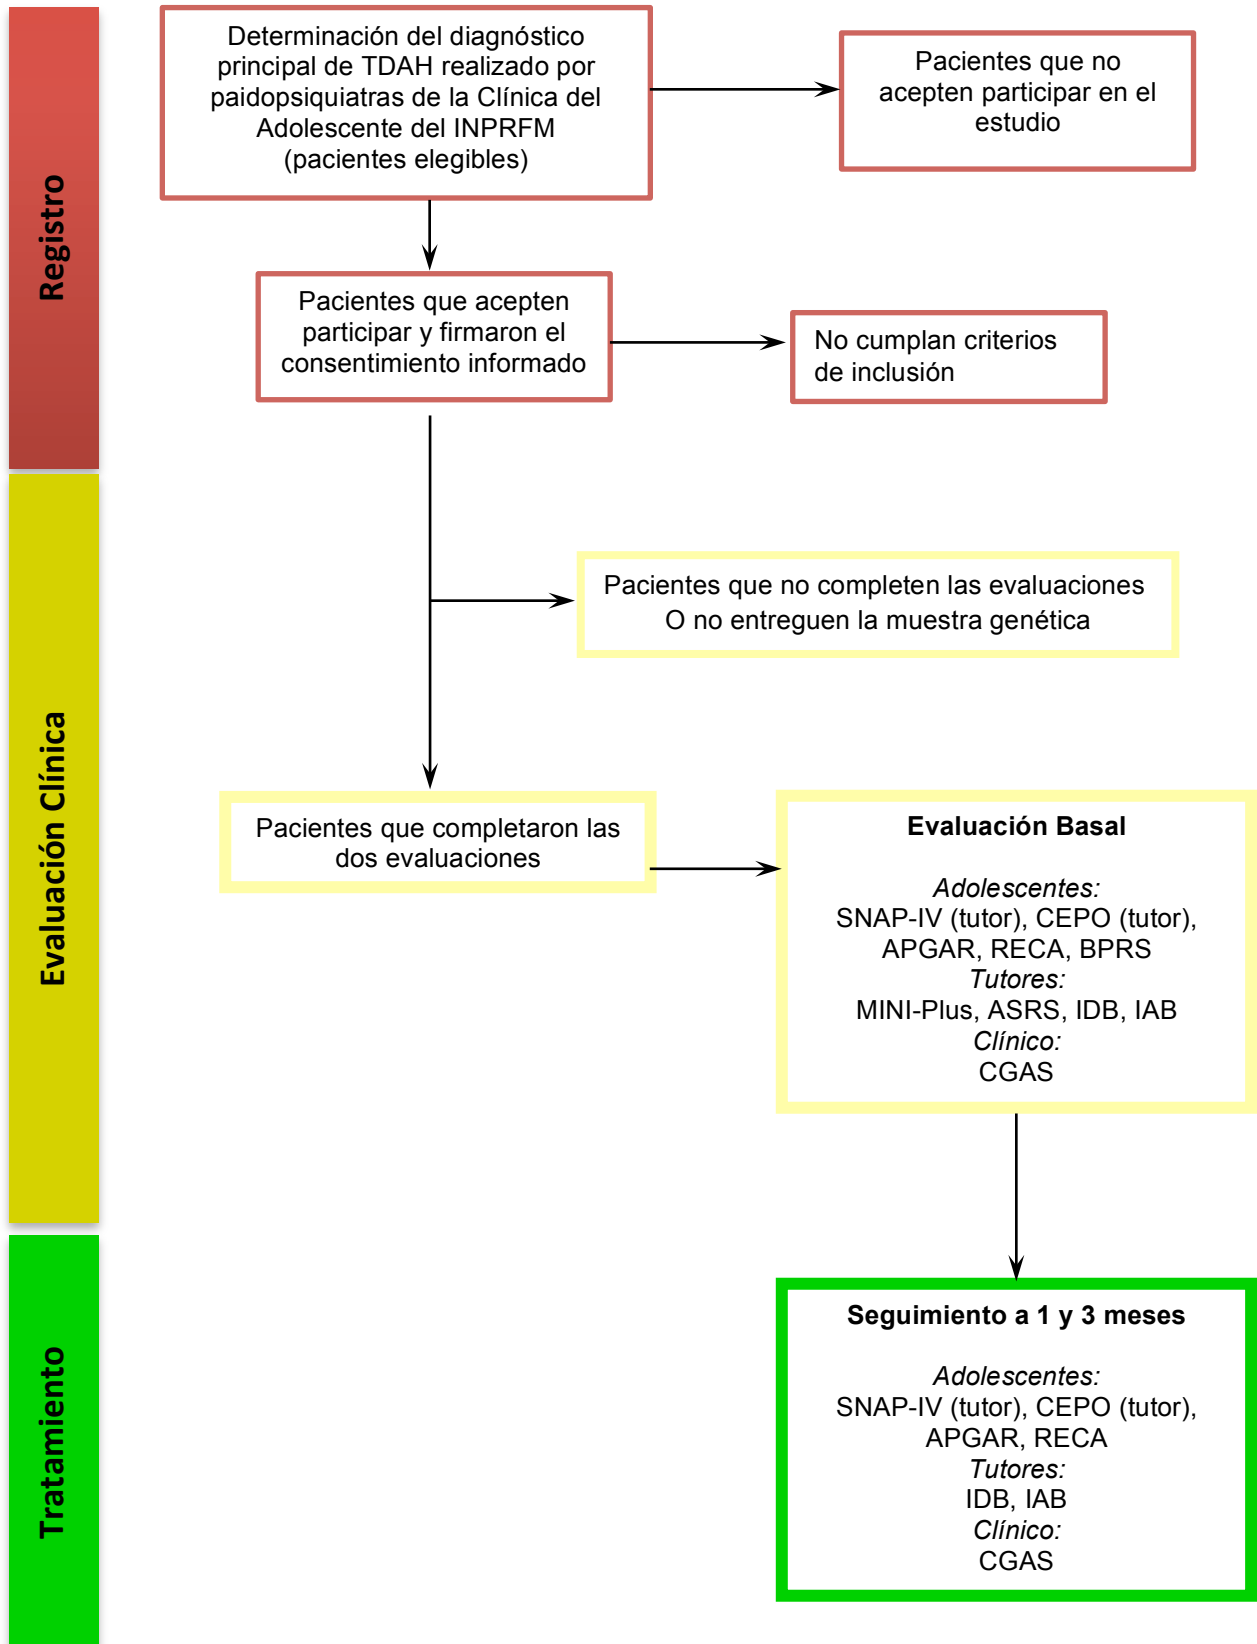 Registro
Determinación del diagnóstico
principal de TDAH realizado por
paidopsiquiatras de la Clínica del
Adolescente del INPRFM
(pacientes elegibles)
Pacientes que no
acepten participar en el
estudio
Pacientes que acepten
participar y firmaron el
consentimiento informado
No cumplan criterios
de inclusión
Evaluación Clínica
Pacientes que no completen las evaluaciones
O no entreguen la muestra genética
Pacientes que completaron las
dos evaluaciones
Evaluación Basal
Adolescentes:
SNAP-IV (tutor), CEPO (tutor),
APGAR, RECA, BPRS
Tutores:
MINI-Plus, ASRS, IDB, IAB
Clínico:
CGAS
Tratamiento
Seguimiento a 1 y 3 meses
Adolescentes:
SNAP-IV (tutor), CEPO (tutor),
APGAR, RECA
Tutores:
IDB, IAB
Clínico:
CGAS